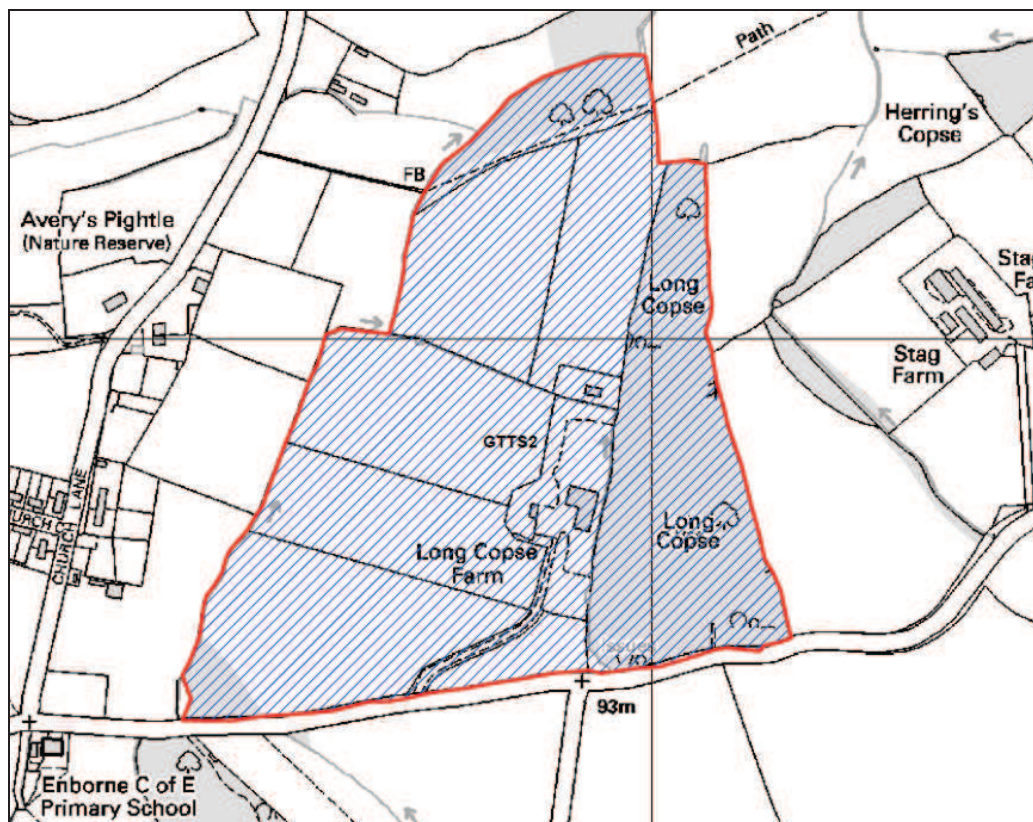 Path
Herring's
Copse
FB
Avery's Pightle
(Nature Reserve)
Long
Copse
Stag
Farm
GTTS2
LANE
CHURCH
Long
Copse
Long Copse
Farm
93m
Enborne C of E
Primary School